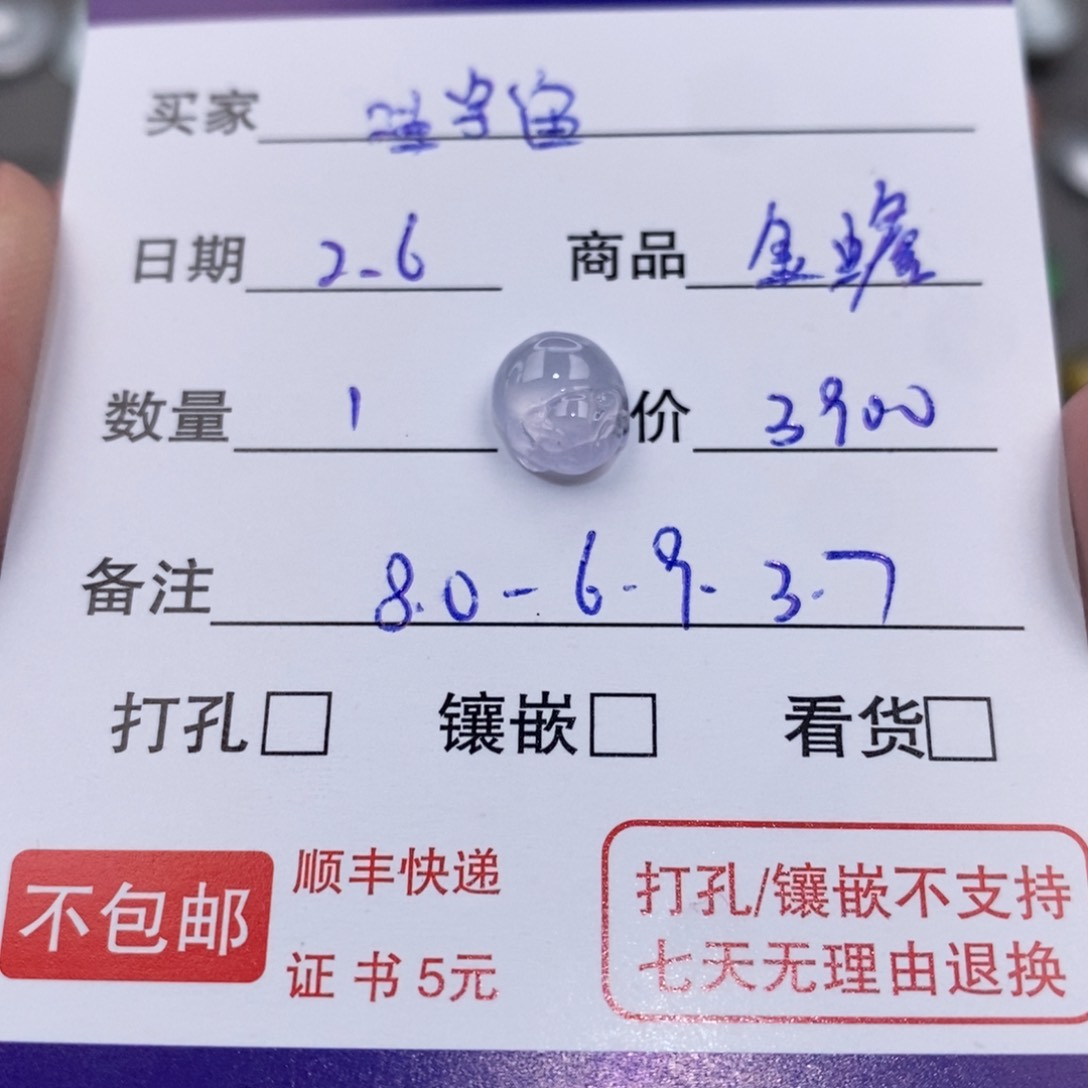 买家
日期 2-6 商品 金蟾
数量 1 价 3900
备注 8.0-6.9-3.7
打孔 镶嵌 看货
不包邮
顺丰快递
证书5元
打孔/镶嵌不支持
七天无理由退换